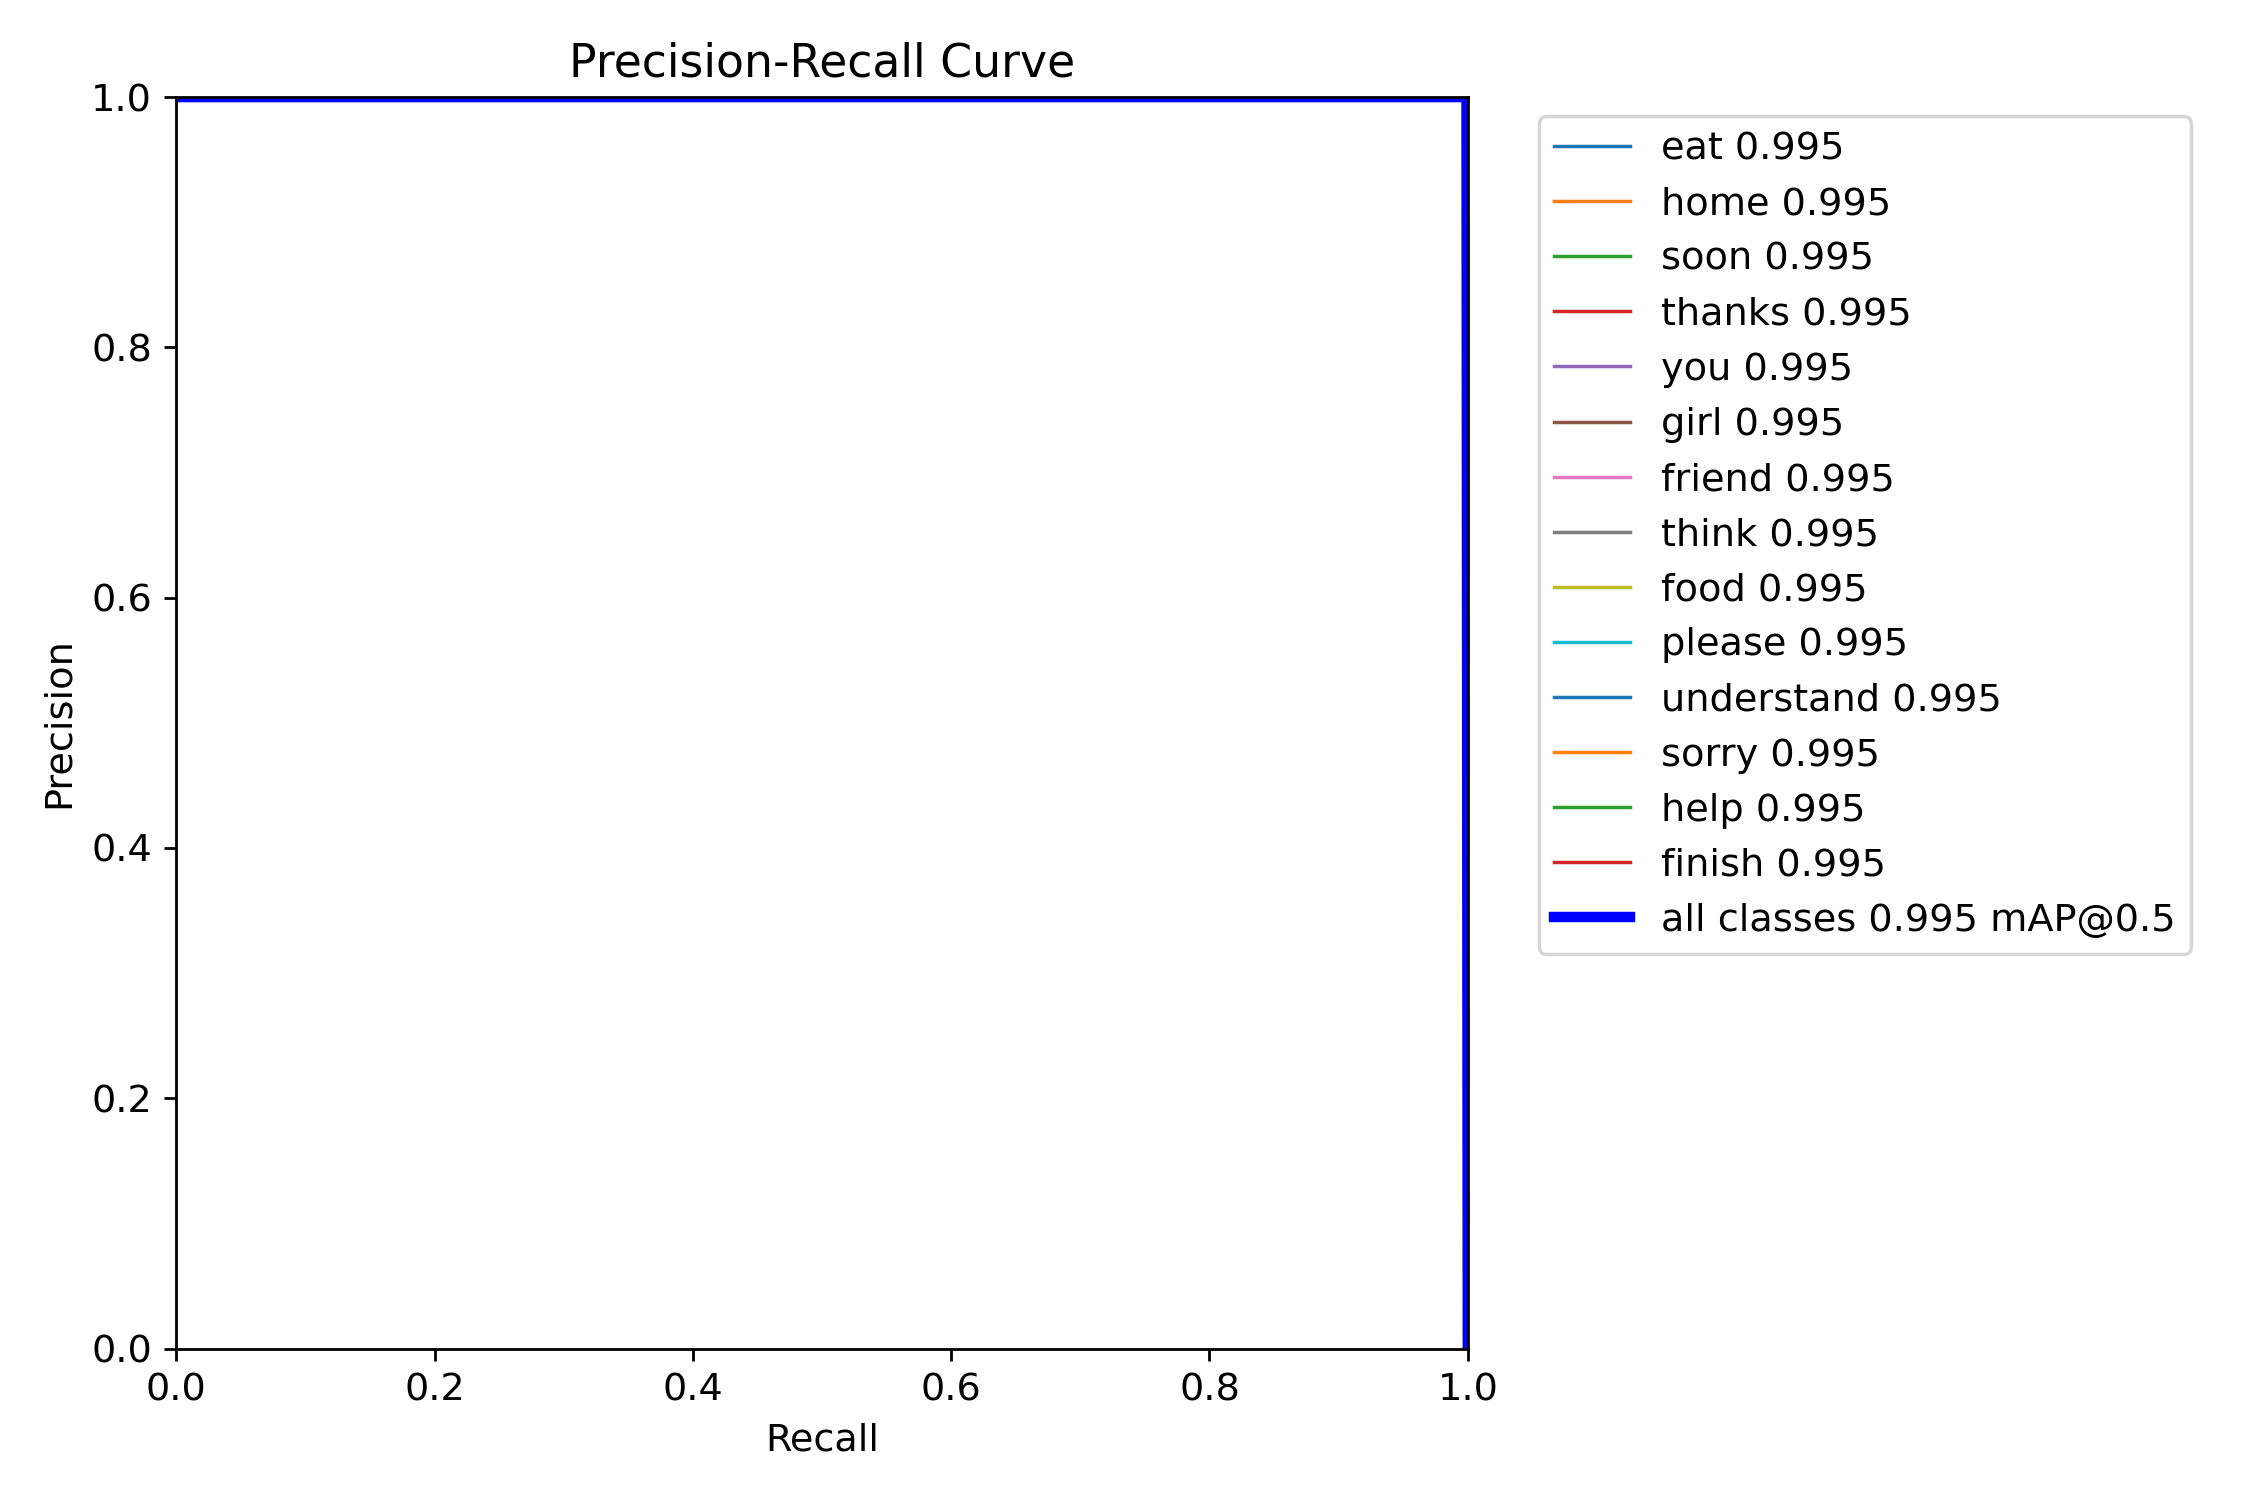 Precision-Recall Curve
1.0
0.8
0.6
0.4
0.2
0.0
Precision
0.0 0.2 0.4 0.6 0.8 1.0
Recall
eat 0.995
home 0.995
soon 0.995
thanks 0.995
you 0.995
girl 0.995
friend 0.995
think 0.995
food 0.995
please 0.995
understand 0.995
sorry 0.995
help 0.995
finish 0.995
all classes 0.995 mAP@0.5